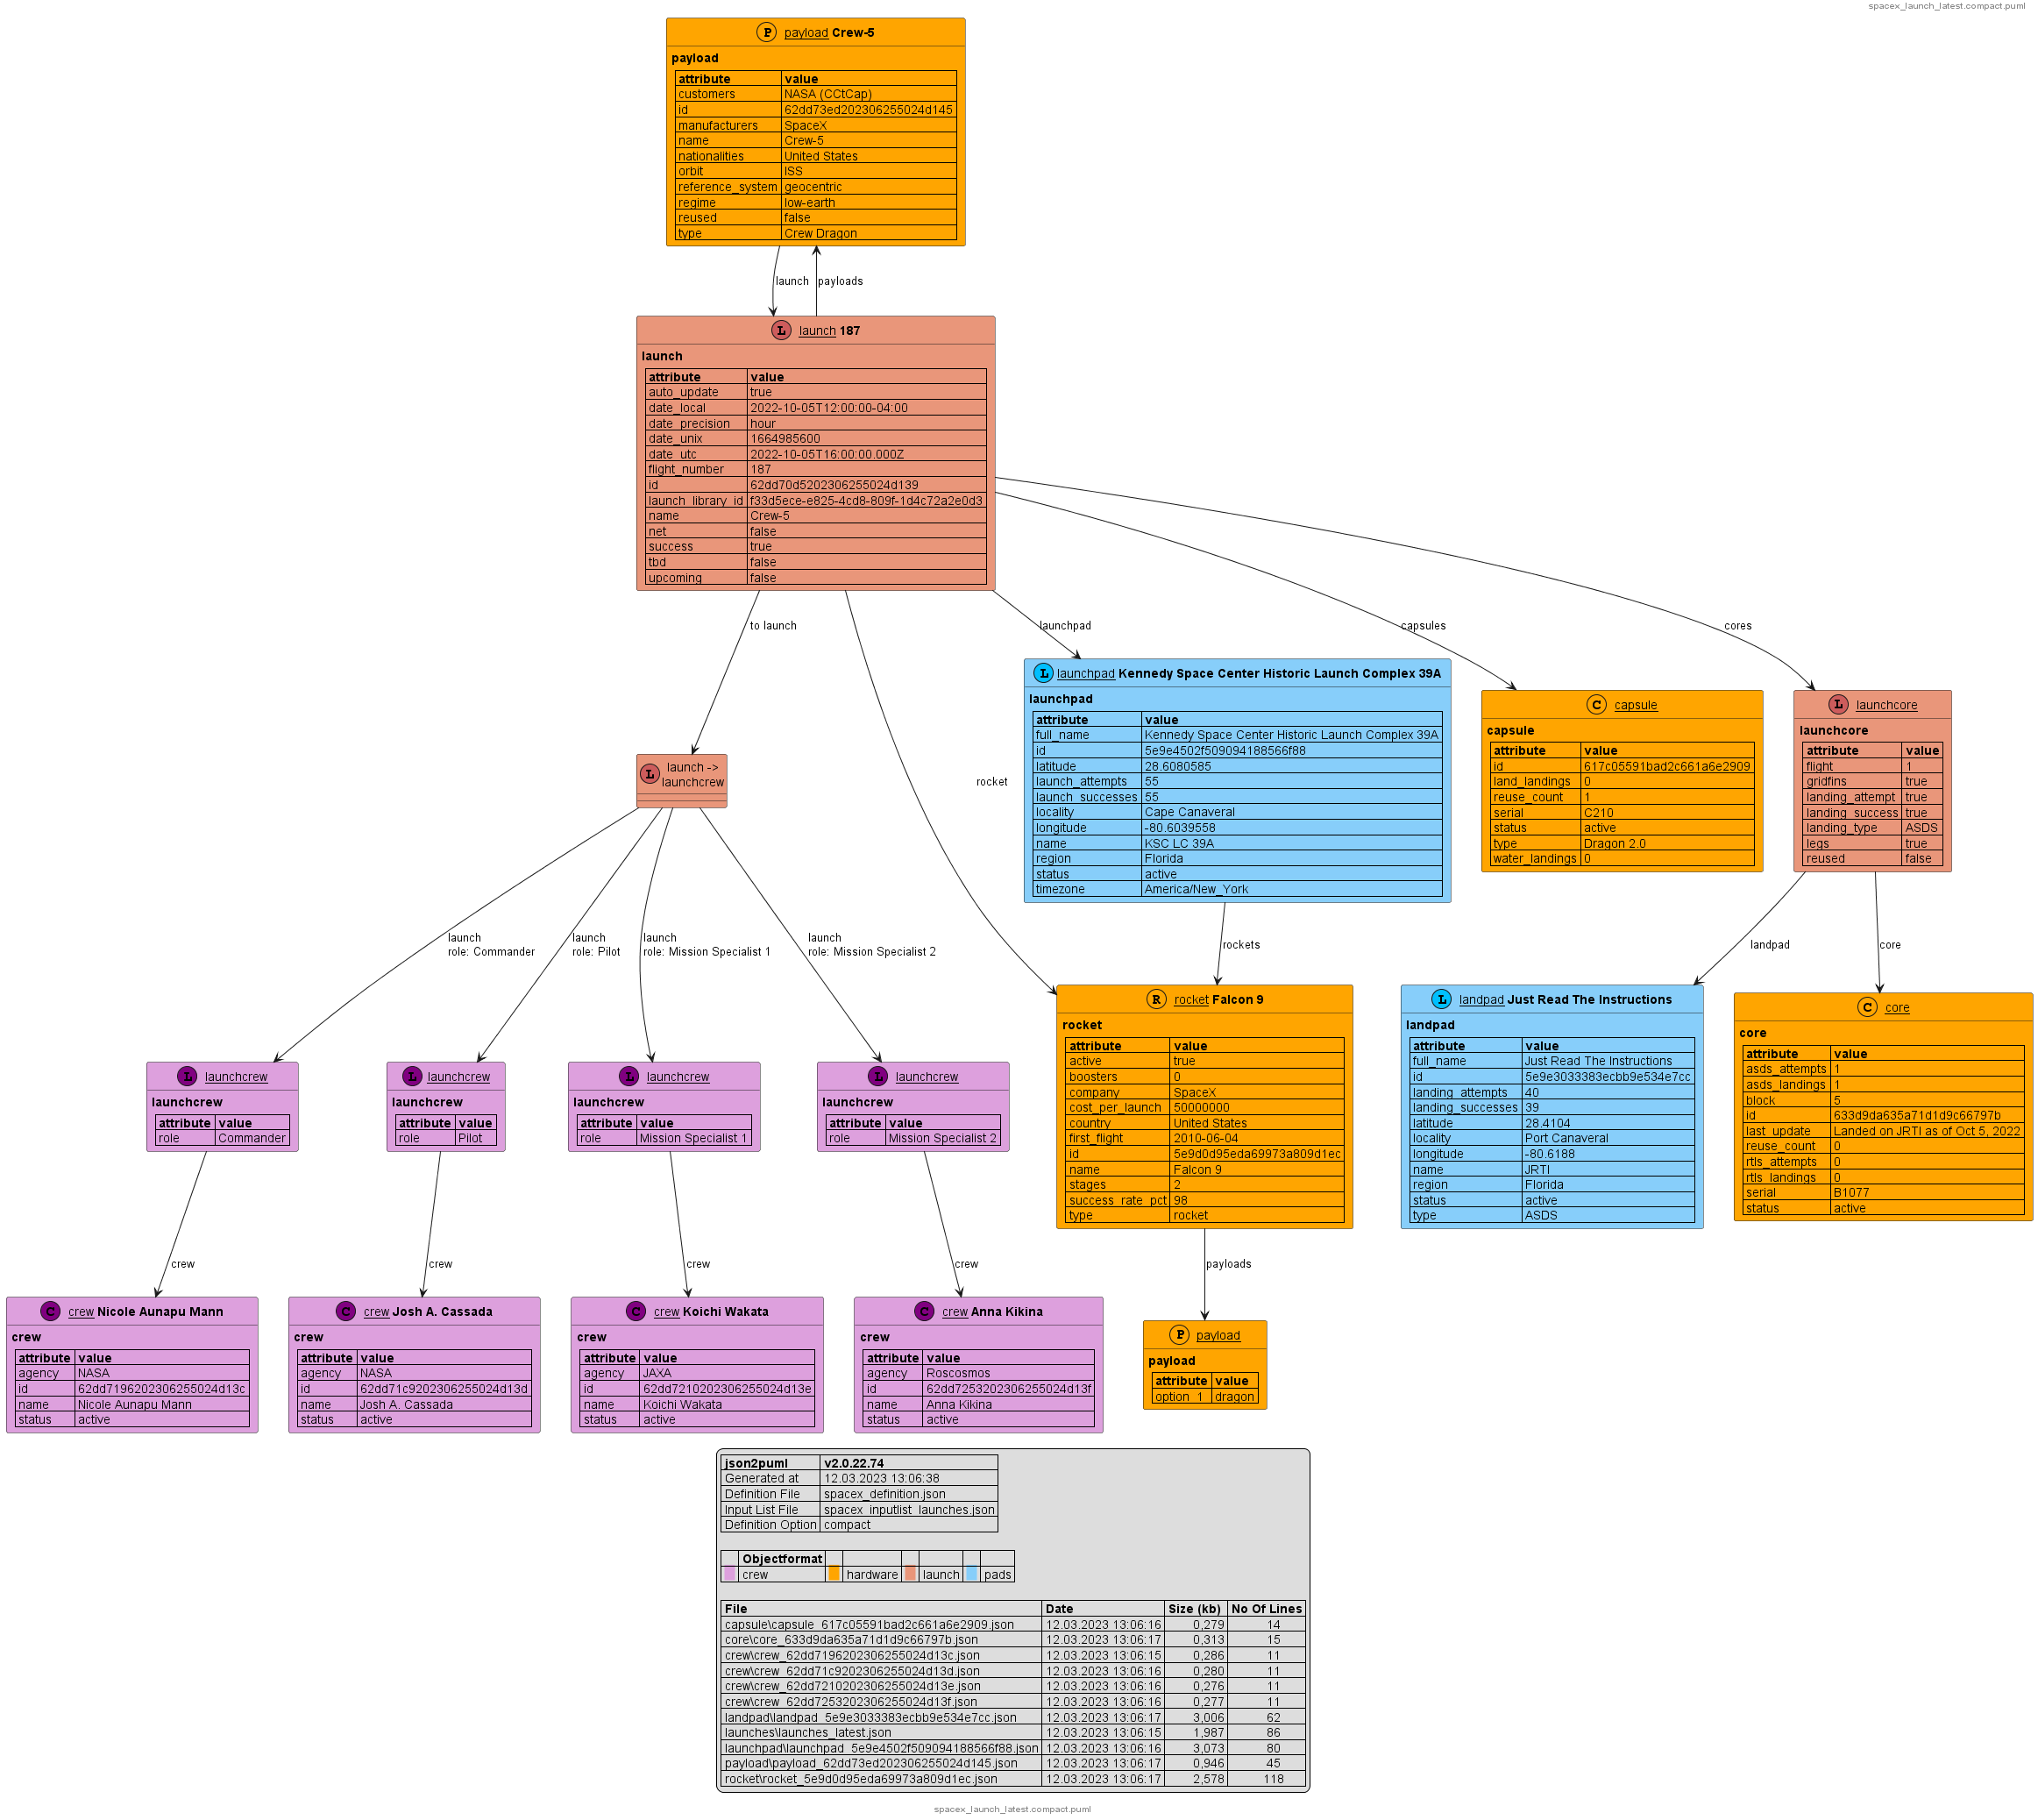 spacex_launch_latest.compact.puml
P payload Crew-5
payload
attribute value
customers NASA (CCtCap)
id 62dd73ed202306255024d145
manufacturers SpaceX
name Crew-5
nationalities United States
orbit ISS
reference_system geocentric
regime low-earth
reused false
type Crew Dragon
launch payloads
L launch 187
launch
attribute value
auto_update true
date_local 2022-10-05T12:00:00-04:00
date_precision hour
date_unix 1664985600
date_utc 2022-10-05T16:00:00.000Z
flight_number 187
id 62dd70d5202306255024d139
launch_library_id f33d5ece-e825-4cd8-809f-1d4c72a2e0d3
name Crew-5
net false
success true
tbd false
upcoming false
to launch
rocket
launchpad
capsules
cores
L launch ->
launchcrew
L launchpad Kennedy Space Center Historic Launch Complex 39A
launchpad
attribute value
full_name Kennedy Space Center Historic Launch Complex 39A
id 5e9e4502f509094188566f88
latitude 28.6080585
launch_attempts 55
launch_successes 55
locality Cape Canaveral
longitude -80.6039558
name KSC LC 39A
region Florida
status active
timezone America/New_York
C capsule
capsule
attribute value
id 617c05591bad2c661a6e2909
land_landings 0
reuse_count 1
serial C210
status active
type Dragon 2.0
water_landings 0
L launchcore
launchcore
attribute value
flight 1
gridfins true
landing_attempt true
landing_success true
landing_type ASDS
legs true
reused false
launch
role: Commander
launch
role: Pilot
launch
role: Mission Specialist 1
launch
role: Mission Specialist 2
rockets
landpad
core
L launchcrew
launchcrew
attribute value
role Commander
L launchcrew
launchcrew
attribute value
role Pilot
L launchcrew
launchcrew
attribute value
role Mission Specialist 1
L launchcrew
launchcrew
attribute value
role Mission Specialist 2
R rocket Falcon 9
rocket
attribute value
active true
boosters 0
company SpaceX
cost_per_launch 50000000
country United States
first_flight 2010-06-04
id 5e9d0d95eda69973a809d1ec
name Falcon 9
stages 2
success_rate_pct 98
type rocket
L landpad Just Read The Instructions
landpad
attribute value
full_name Just Read The Instructions
id 5e9e3033383ecbb9e534e7cc
landing_attempts 40
landing_successes 39
latitude 28.4104
locality Port Canaveral
longitude -80.6188
name JRTI
region Florida
status active
type ASDS
C core
core
attribute value
asds_attempts 1
asds_landings 1
block 5
id 633d9da635a71d1d9c66797b
last_update Landed on JRTI as of Oct 5, 2022
reuse_count 0
rtls_attempts 0
rtls_landings 0
serial B1077
status active
crew
crew
crew
crew
payloads
C crew Nicole Aunapu Mann
crew
attribute value
agency NASA
id 62dd7196202306255024d13c
name Nicole Aunapu Mann
status active
C crew Josh A. Cassada
crew
attribute value
agency NASA
id 62dd71c9202306255024d13d
name Josh A. Cassada
status active
C crew Koichi Wakata
crew
attribute value
agency JAXA
id 62dd7210202306255024d13e
name Koichi Wakata
status active
C crew Anna Kikina
crew
attribute value
agency Roscosmos
id 62dd7253202306255024d13f
name Anna Kikina
status active
P payload
payload
attribute value
option_1 dragon
json2puml v2.0.22.74
Generated at 12.03.2023 13:06:38
Definition File spacex_definition.json
Input List File spacex_inputlist_launches.json
Definition Option compact
Objectformat
crew hardware launch pads
File Date Size (kb) No Of Lines
capsule\capsule_617c05591bad2c661a6e2909.json 12.03.2023 13:06:16 0,279 14
core\core_633d9da635a71d1d9c66797b.json 12.03.2023 13:06:17 0,313 15
crew\crew_62dd7196202306255024d13c.json 12.03.2023 13:06:15 0,286 11
crew\crew_62dd71c9202306255024d13d.json 12.03.2023 13:06:16 0,280 11
crew\crew_62dd7210202306255024d13e.json 12.03.2023 13:06:16 0,276 11
crew\crew_62dd7253202306255024d13f.json 12.03.2023 13:06:16 0,277 11
landpad\landpad_5e9e3033383ecbb9e534e7cc.json 12.03.2023 13:06:17 3,006 62
launches\launches_latest.json 12.03.2023 13:06:15 1,987 86
launchpad\launchpad_5e9e4502f509094188566f88.json 12.03.2023 13:06:16 3,073 80
payload\payload_62dd73ed202306255024d145.json 12.03.2023 13:06:17 0,946 45
rocket\rocket_5e9d0d95eda69973a809d1ec.json 12.03.2023 13:06:17 2,578 118
spacex_launch_latest.compact.puml